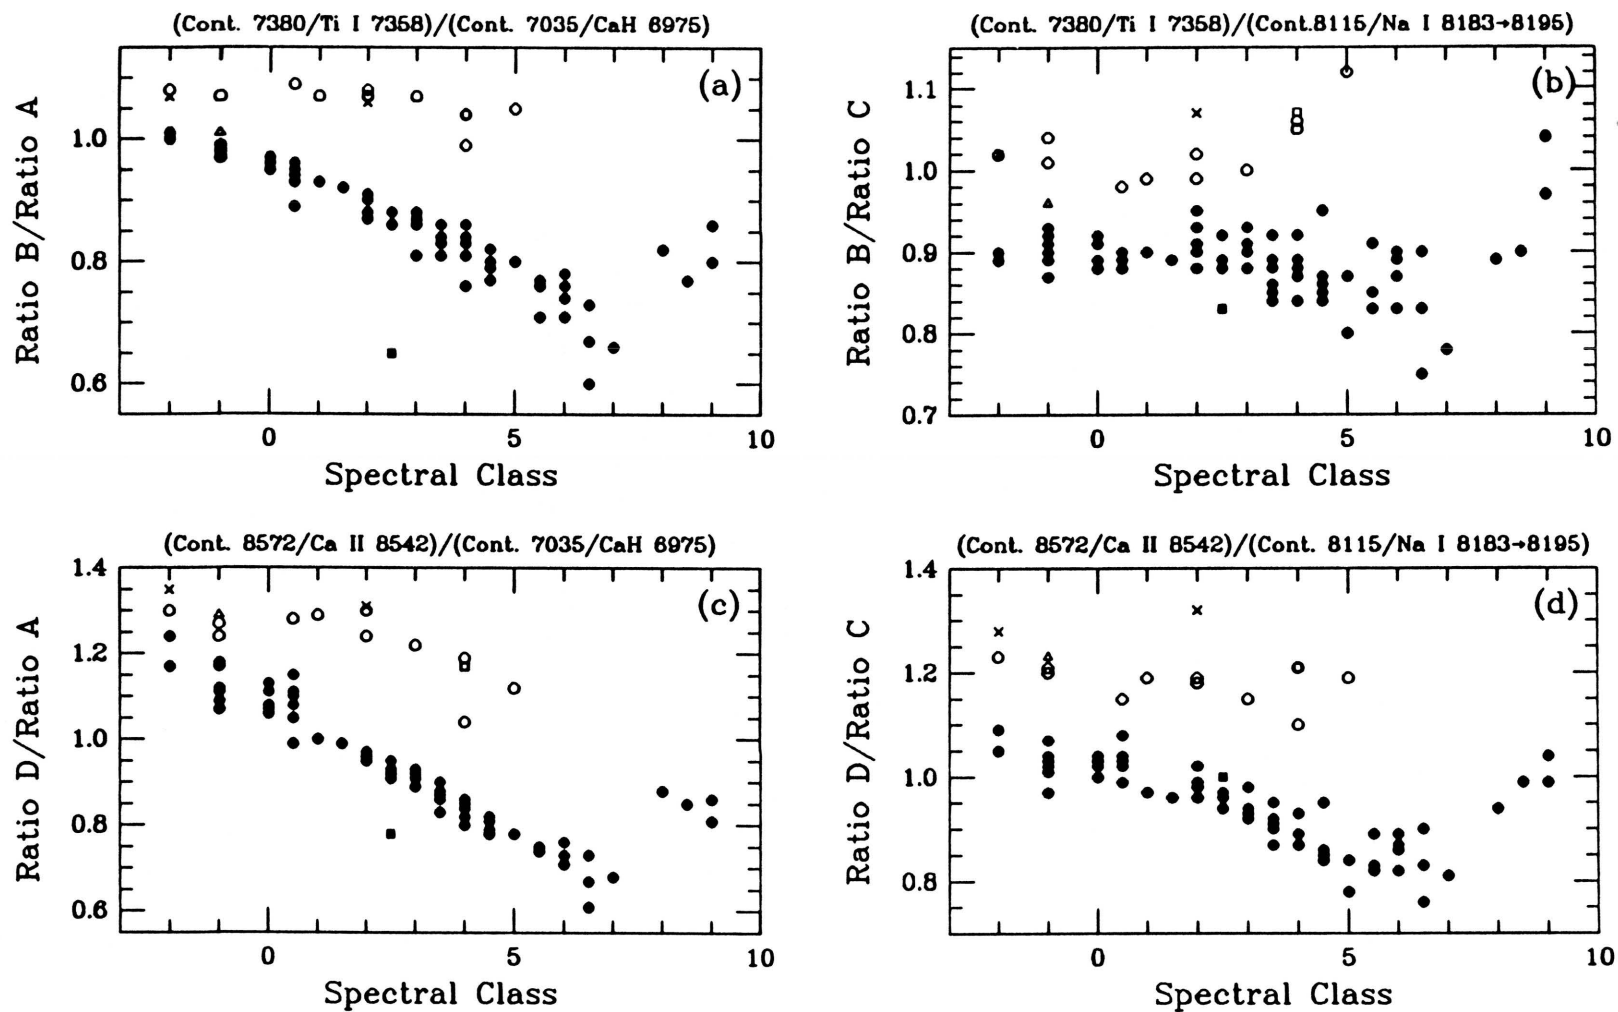 (Cont. 7380/Ti I 7358)/(Cont. 7035/CaH 6975)
(a)
Ratio B/Ratio A
1.0
0.8
0.6
0
5
10
Spectral Class
(Cont. 7380/Ti I 7358)/(Cont.8115/Na I 8183→8195)
(b)
Ratio B/Ratio C
1.1
1.0
0.9
0.8
0.7
0
5
10
Spectral Class
(Cont. 8572/Ca II 8542)/(Cont. 7035/CaH 6975)
(c)
Ratio D/Ratio A
1.4
1.2
1.0
0.8
0.6
0
5
10
Spectral Class
(Cont. 8572/Ca II 8542)/(Cont. 8115/Na I 8183→8195)
(d)
Ratio D/Ratio C
1.4
1.2
1.0
0.8
0
5
10
Spectral Class